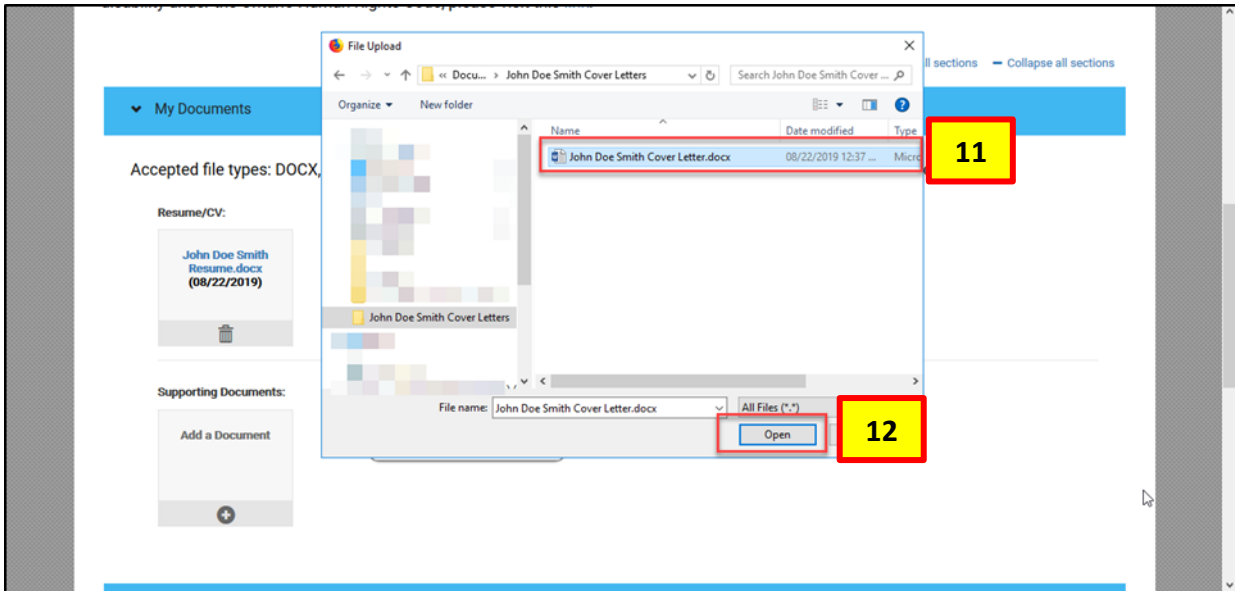 File Upload
« Docu... › John Doe Smith Cover Letters
Search John Doe Smith Cover ...
ll sections
Collapse all sections
Organize
New folder
My Documents
Name
Date modified
Type
John Doe Smith Cover Letter.docx
08/22/2019 12:37 ...
Micro
11
Accepted file types: DOCX,
Resume/CV:
John Doe Smith
Resume.docx
(08/22/2019)
John Doe Smith Cover Letters
Supporting Documents:
File name:
John Doe Smith Cover Letter.docx
All Files (*.*)
Add a Document
Open
12